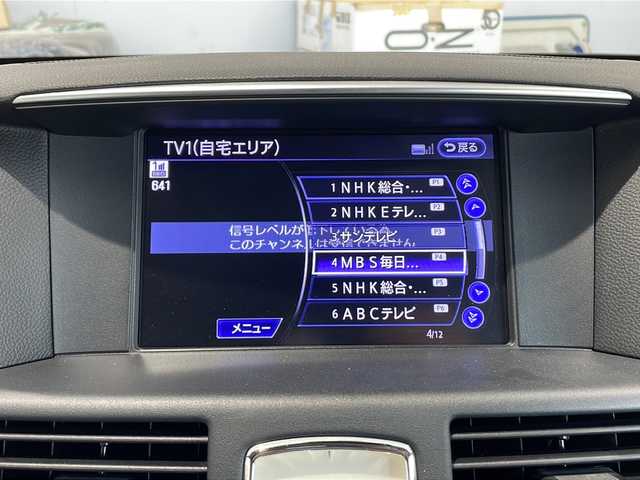 TV1(自宅エリア)
戻る
1
641
1 NHK総合・... P1
2 NHKEテレ... P2
3 サンテレビ P3
信号レベルが
このチャンネルは
4 MBS毎日... P4
5 NHK総合・... P5
6 ABCテレビ P6
メニュー
4/12